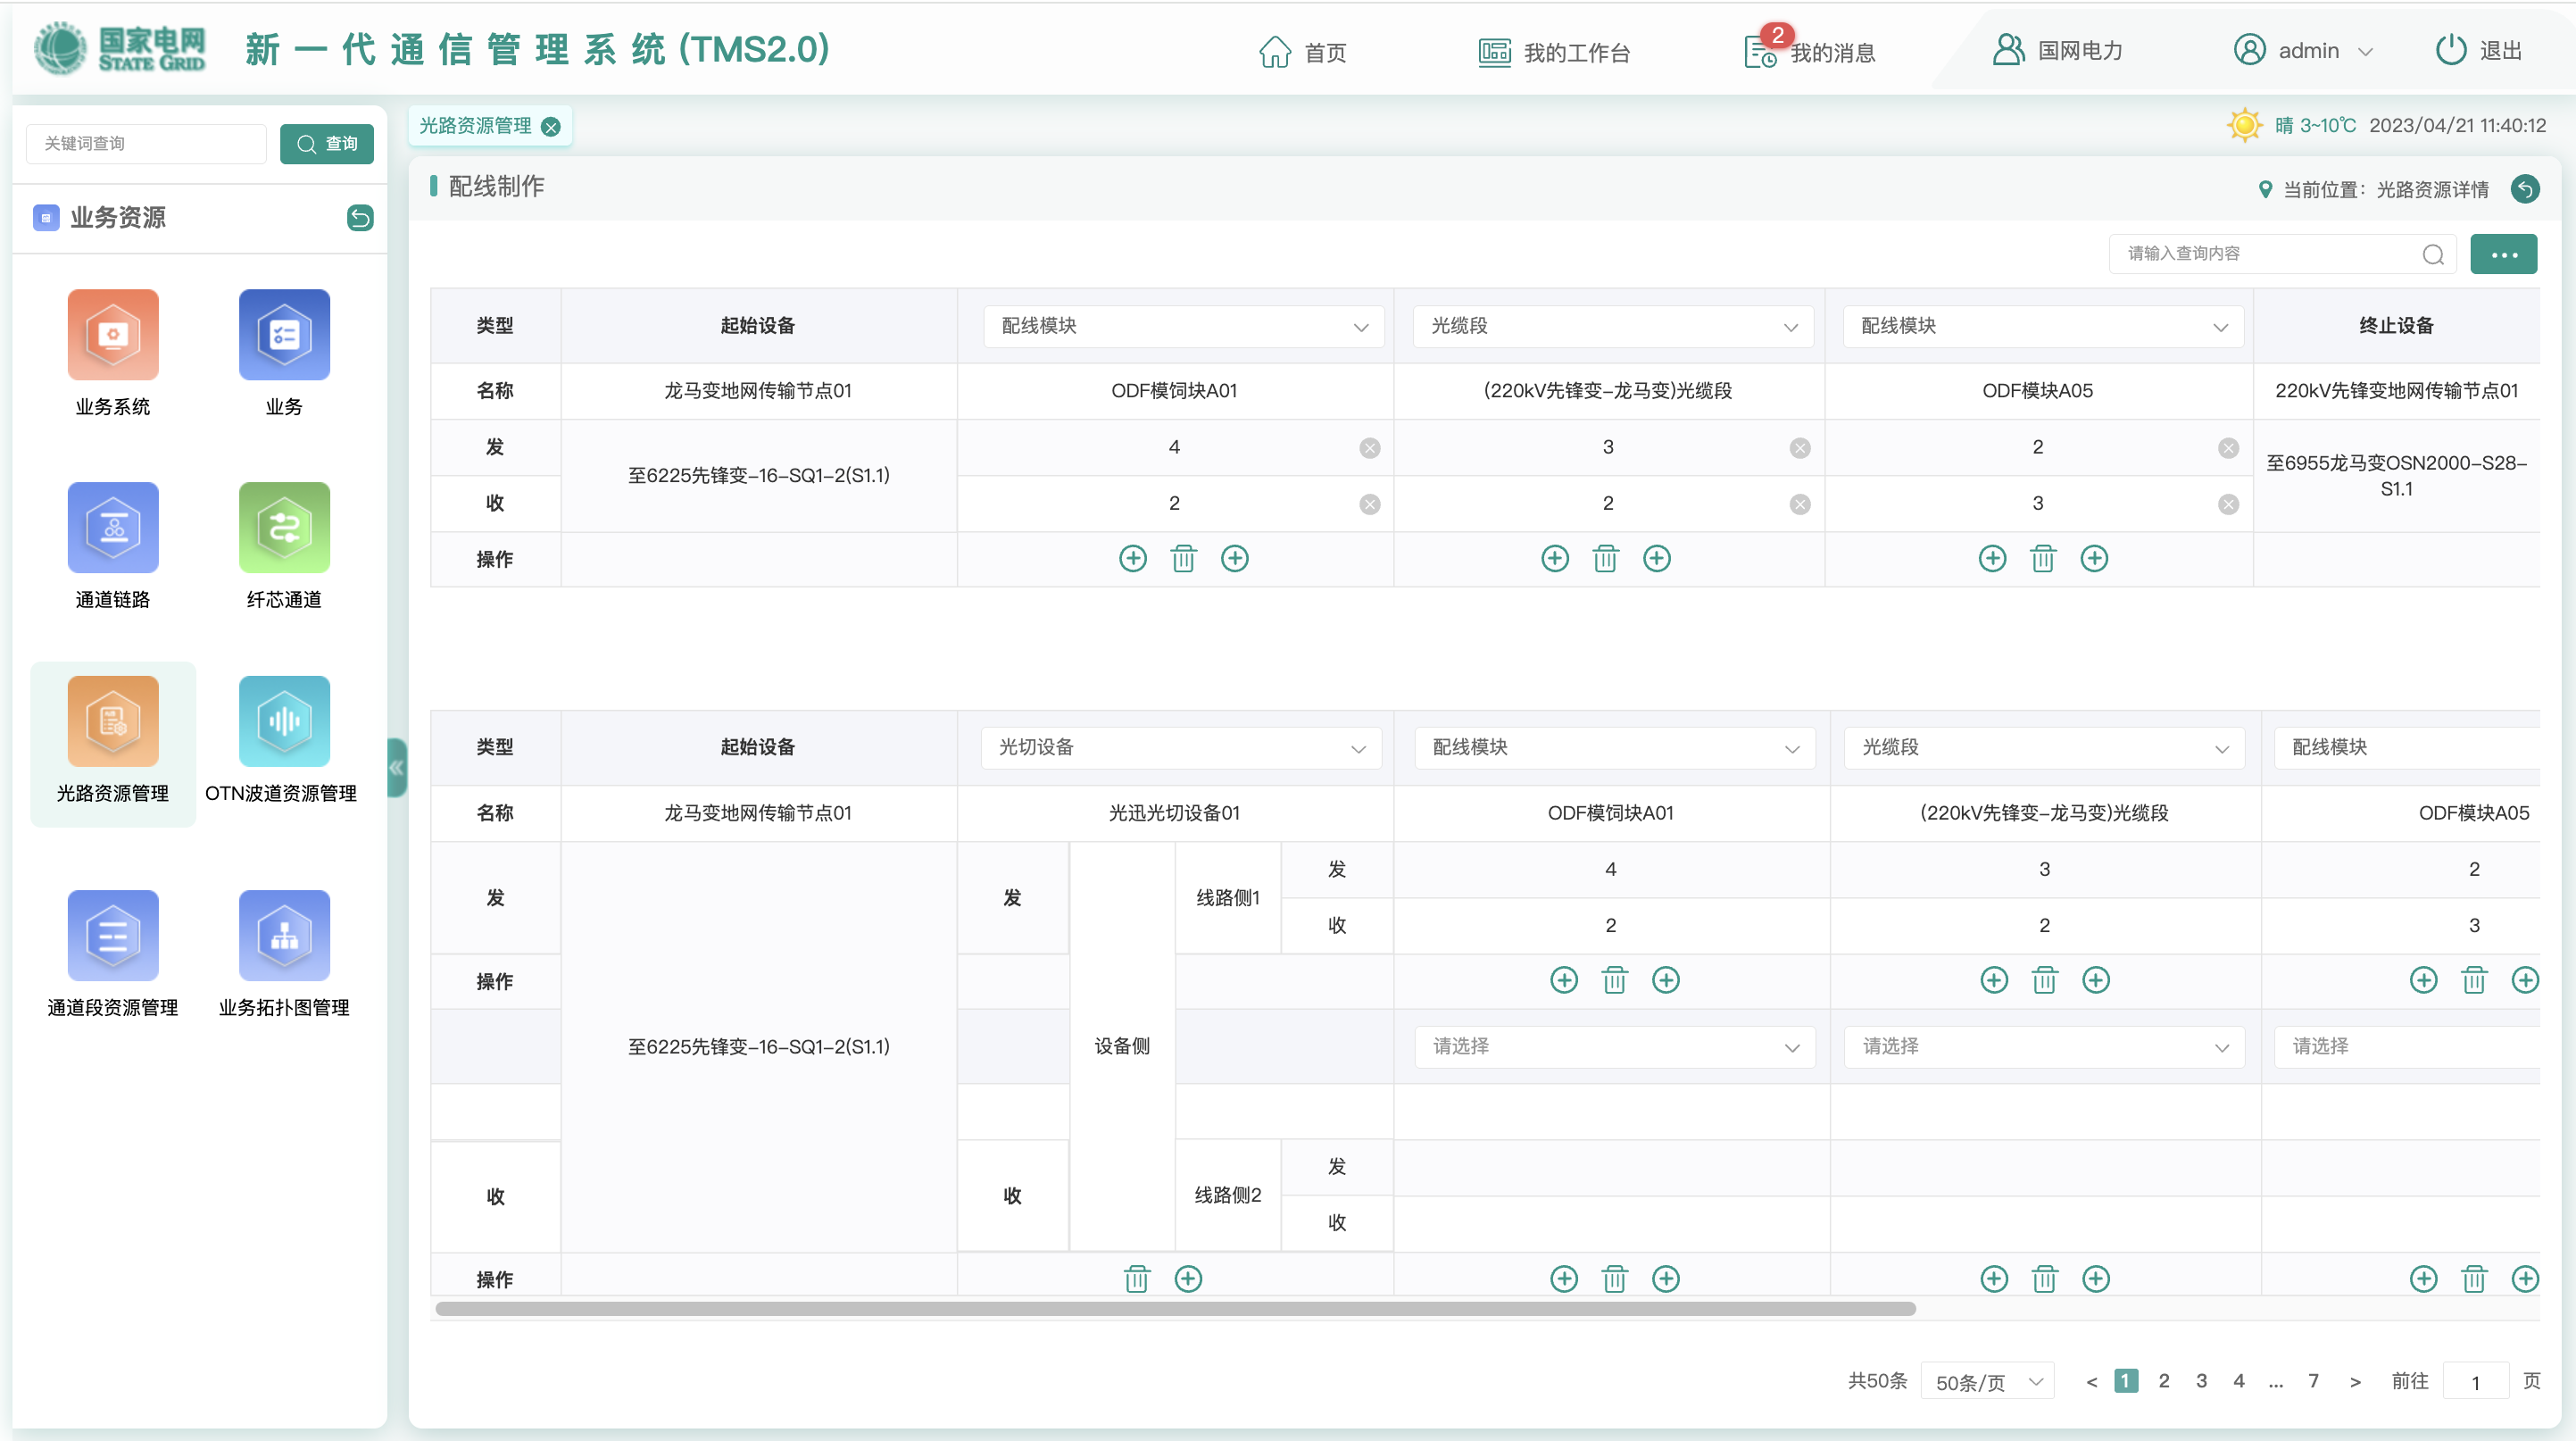 国家电网
STATE GRID
新一代通信管理系统(TMS2.0)
首页
我的工作台
2
我的消息
国网电力
admin
退出
关键词查询
查询
业务资源
业务系统
业务
通道链路
纤芯通道
光路资源管理
OTN波道资源管理
通道段资源管理
业务拓扑图管理
光路资源管理
晴 3~10℃ 2023/04/21 11:40:12
配线制作
当前位置：光路资源详情
请输入查询内容
类型 起始设备 配线模块 光缆段 配线模块 终止设备
名称 龙马变地网传输节点01 ODF模饲块A01 (220kV先锋变–龙马变)光缆段 ODF模块A05 220kV先锋变地网传输节点01
发 4 3 2
至6225先锋变–16–SQ1–2(S1.1)
至6955龙马变OSN2000–S28–
S1.1
收 2 2 3
操作
类型 起始设备 光切设备 配线模块 光缆段 配线模块
名称 龙马变地网传输节点01 光迅光切设备01 ODF模饲块A01 (220kV先锋变–龙马变)光缆段 ODF模块A05
发 发 线路侧1
发 4 3 2
收 2 2 3
操作
至6225先锋变–16–SQ1–2(S1.1) 设备侧 请选择 请选择 请选择
收 收 线路侧2
发
收
操作
共50条 50条/页 < 1 2 3 4 ... 7 > 前往 1 页